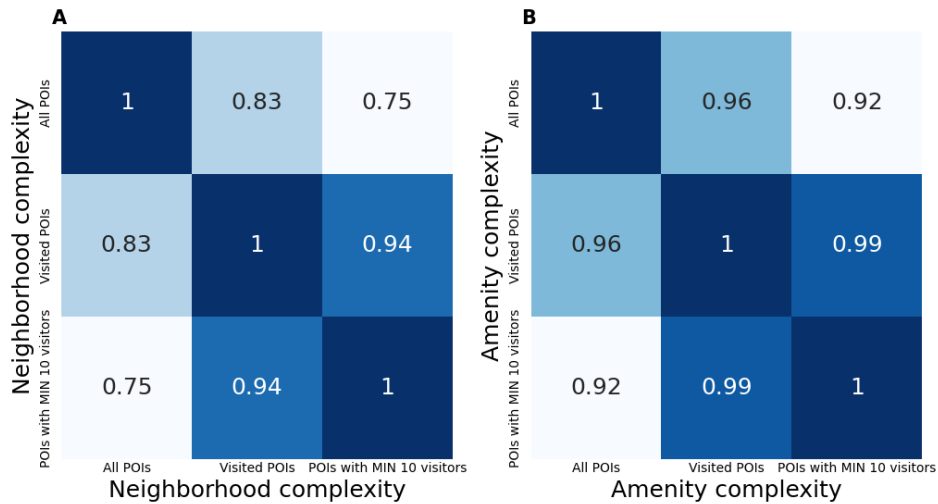 A
Neighborhood complexity
All POIs
Visited POIs
POIs with MIN 10 visitors
1 0.83 0.75
0.83 1 0.94
0.75 0.94 1
All POIs Visited POIs POIs with MIN 10 visitors
Neighborhood complexity
B
Amenity complexity
All POIs
Visited POIs
POIs with MIN 10 visitors
1 0.96 0.92
0.96 1 0.99
0.92 0.99 1
All POIs Visited POIs POIs with MIN 10 visitors
Amenity complexity